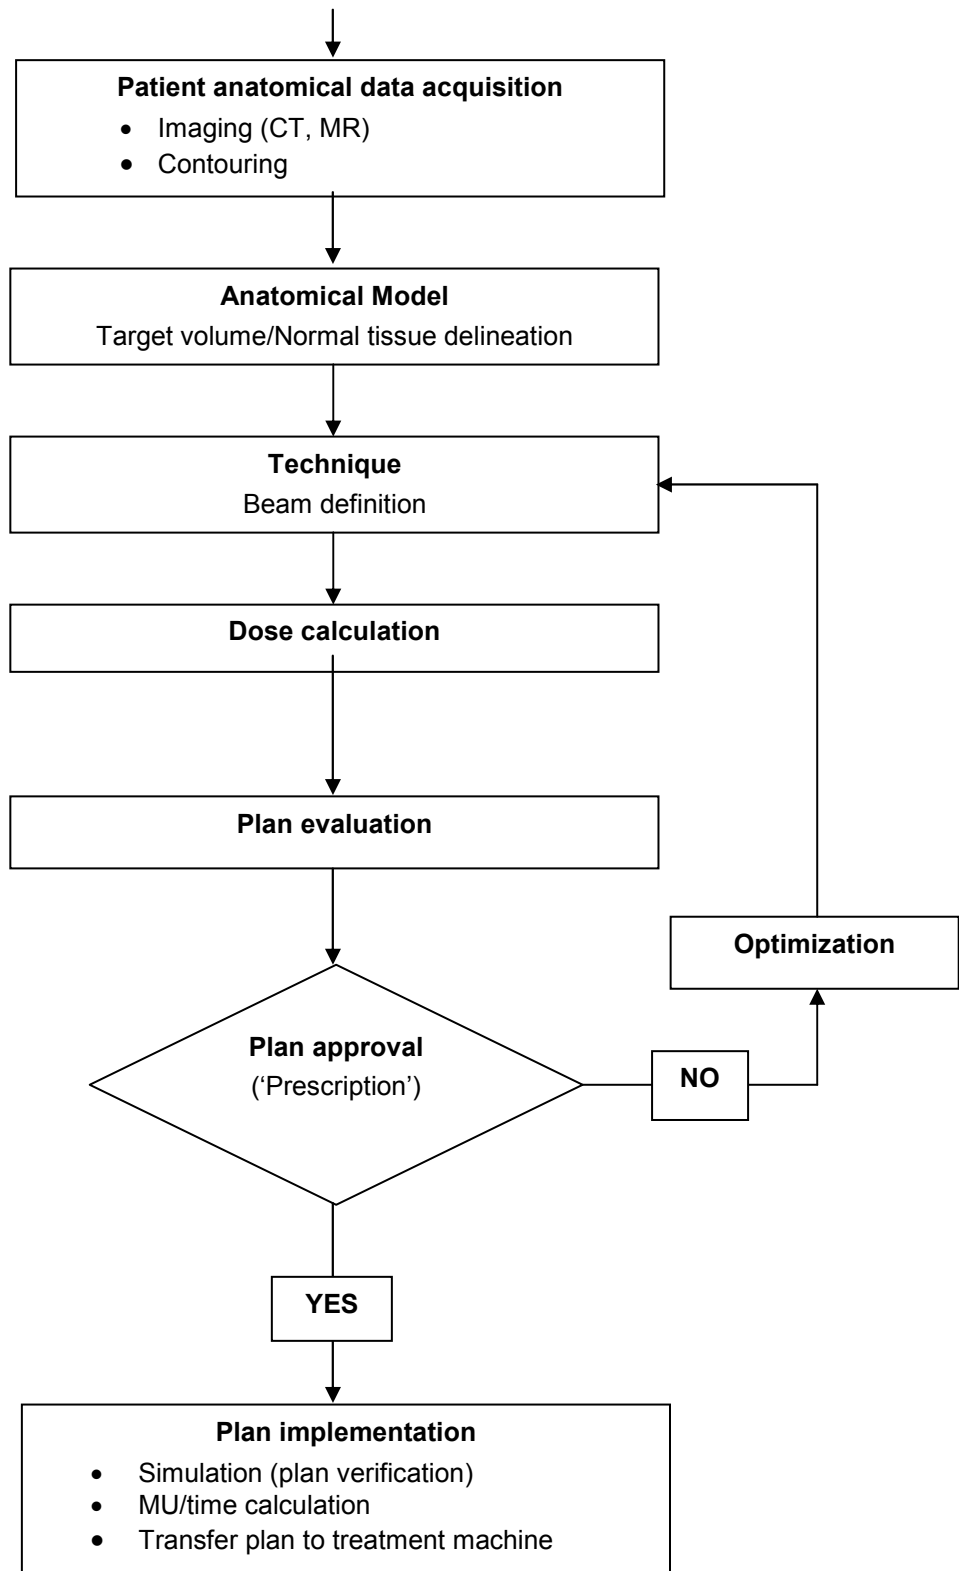 Patient anatomical data acquisition
• Imaging (CT, MR)
• Contouring
Anatomical Model
Target volume/Normal tissue delineation
Technique
Beam definition
Dose calculation
Plan evaluation
Optimization
Plan approval
(‘Prescription’)
NO
YES
Plan implementation
• Simulation (plan verification)
• MU/time calculation
• Transfer plan to treatment machine